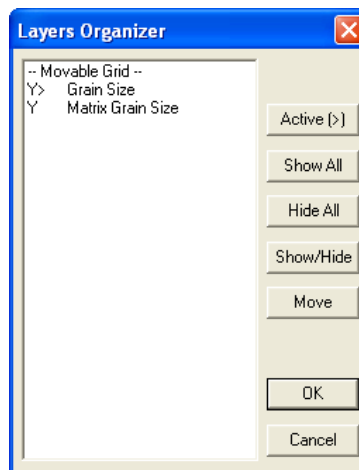 Layers Organizer
-- Movable Grid --
Y> Grain Size
Y Matrix Grain Size
Active (>)
Show All
Hide All
Show/Hide
Move
OK
Cancel